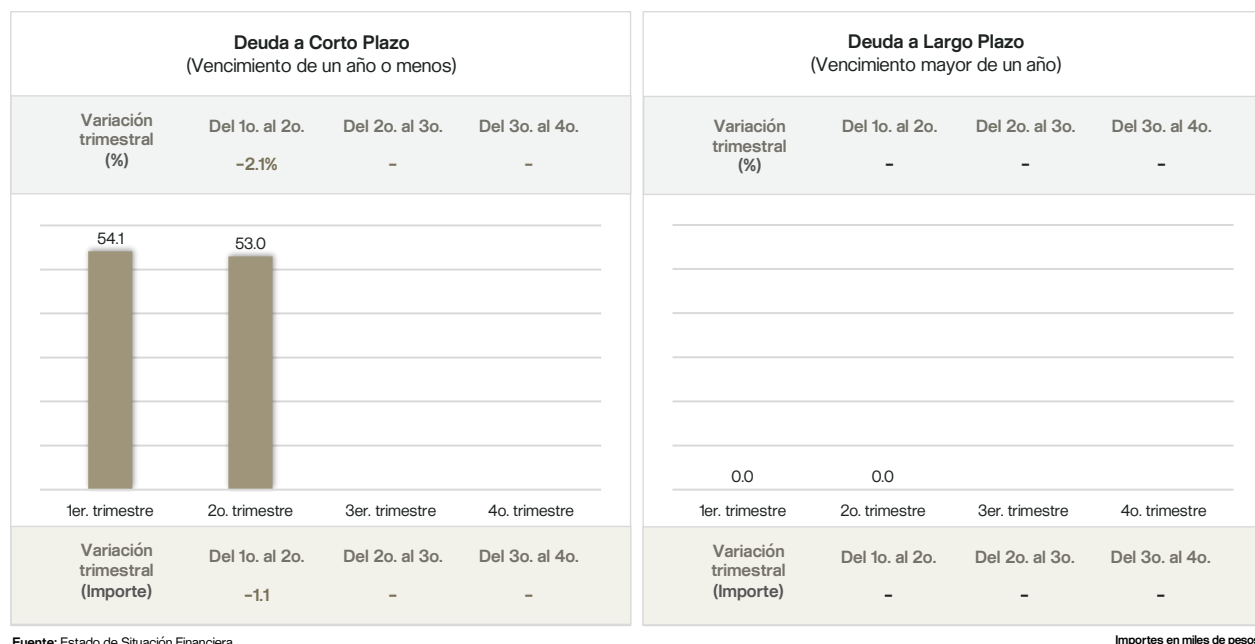 Deuda a Corto Plazo
(Vencimiento de un año o menos)
Variación
trimestral
(%)
Del 1o. al 2o.
Del 2o. al 3o.
Del 3o. al 4o.
-2.1%
-
-
54.1
53.0
1er. trimestre
2o. trimestre
3er. trimestre
4o. trimestre
Variación
trimestral
(Importe)
Del 1o. al 2o.
Del 2o. al 3o.
Del 3o. al 4o.
-1.1
-
-
Deuda a Largo Plazo
(Vencimiento mayor de un año)
Variación
trimestral
(%)
Del 1o. al 2o.
Del 2o. al 3o.
Del 3o. al 4o.
-
-
-
0.0
0.0
1er. trimestre
2o. trimestre
3er. trimestre
4o. trimestre
Variación
trimestral
(Importe)
Del 1o. al 2o.
Del 2o. al 3o.
Del 3o. al 4o.
-
-
-
Fuente: Estado de Situación Financiera
Importes en miles de pesos